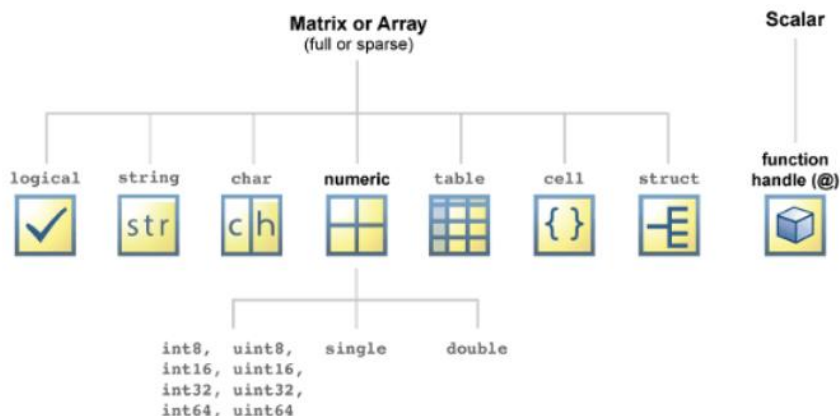 Matrix or Array
(full or sparse)
Scalar
logical
string
char
numeric
table
cell
struct
function
handle (@)
str
ch
{ }
int8, uint8,
int16, uint16,
int32, uint32,
int64, uint64
single
double